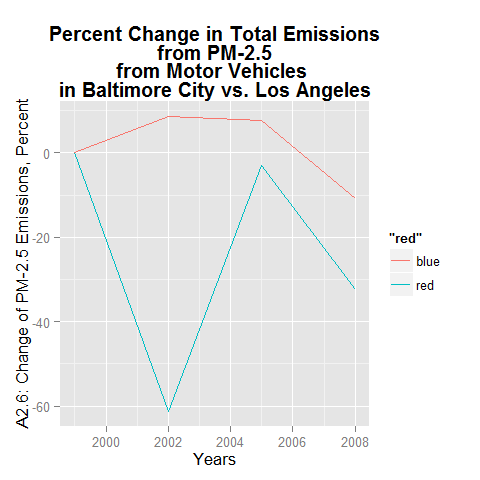 Percent Change in Total Emissions
from PM-2.5
from Motor Vehicles
in Baltimore City vs. Los Angeles
A2.6: Change of PM-2.5 Emissions, Percent
0
-20
-40
-60
2000
2002
2004
2006
2008
Years
"red"
blue
red